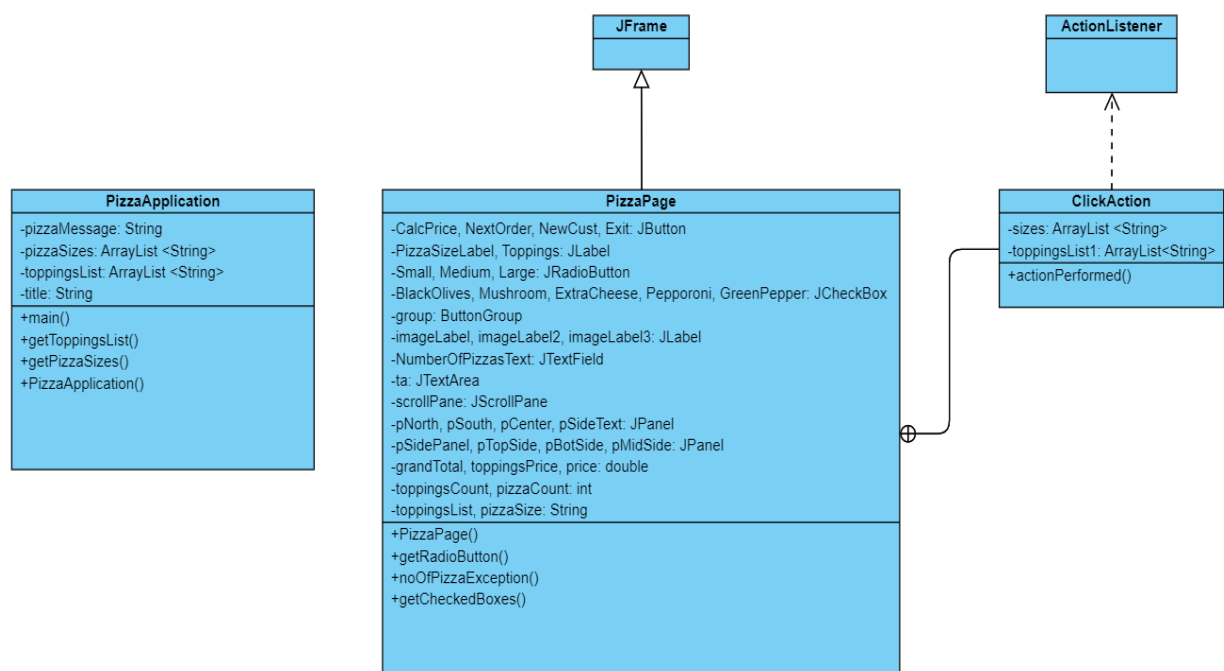 JFrame
ActionListener
PizzaApplication
-pizzaMessage: String
-pizzaSizes: ArrayList <String>
-toppingsList: ArrayList <String>
-title: String
+main()
+getToppingsList()
+getPizzaSizes()
+PizzaApplication()
PizzaPage
-CalcPrice, NextOrder, NewCust, Exit: JButton
-PizzaSizeLabel, Toppings: JLabel
-Small, Medium, Large: JRadioButton
-BlackOlives, Mushroom, ExtraCheese, Pepporoni, GreenPepper: JCheckBox
-group: ButtonGroup
-imageLabel, imageLabel2, imageLabel3: JLabel
-NumberOfPizzasText: JTextField
-ta: JTextArea
-scrollPane: JScrollPane
-pNorth, pSouth, pCenter, pSideText: JPanel
-pSidePanel, pTopSide, pBotSide, pMidSide: JPanel
-grandTotal, toppingsPrice, price: double
-toppingsCount, pizzaCount: int
-toppingsList, pizzaSize: String
+PizzaPage()
+getRadioButton()
+noOfPizzaException()
+getCheckedBoxes()
ClickAction
-sizes: ArrayList <String>
-toppingsList1: ArrayList<String>
+actionPerformed()